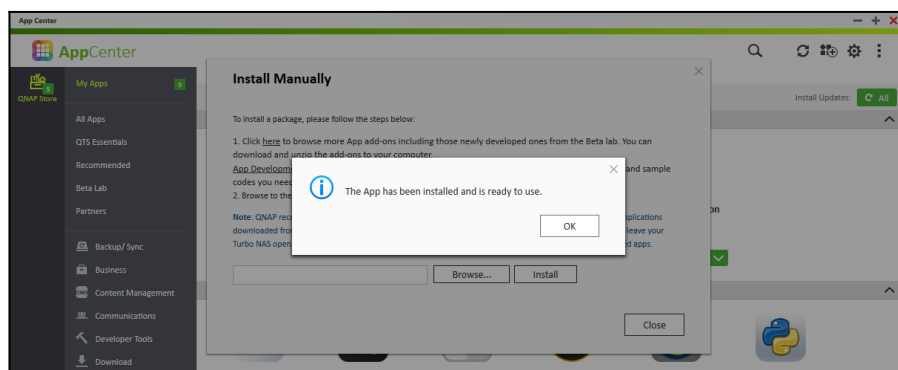 App Center
AppCenter
5
QNAP Store
My Apps
5
Install Updates:
All
All Apps
QTS Essentials
Recommended
Beta Lab
Partners
Backup/ Sync
Business
Content Management
Communications
Developer Tools
Download
Install Manually
To install a package, please follow the steps below:
1. Click here to browse more App add-ons including those newly developed ones from the Beta lab. You can
download and unzip the add-ons to your computer.
App and sample
codes you need
2. Browse to the
Note: QNAP
downloaded leave your
Turbo NAS apps.
Browse...
Install
Close
The App has been installed and is ready to use.
OK